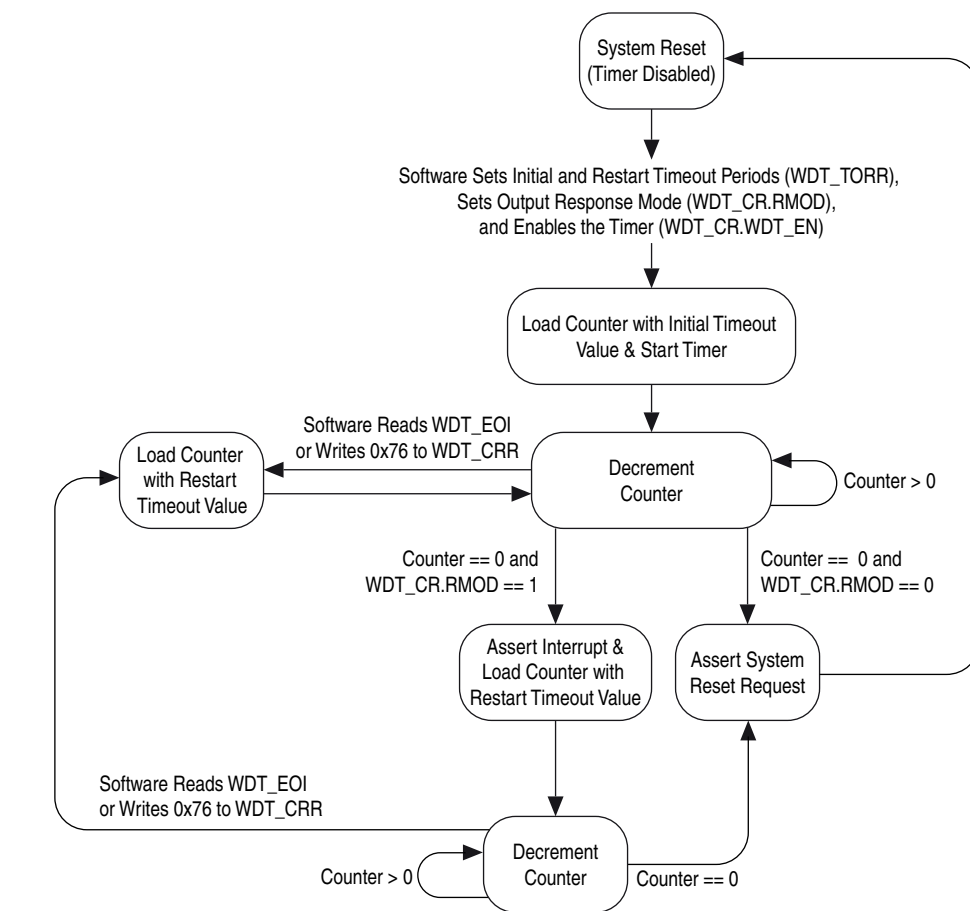 System Reset
(Timer Disabled)
Software Sets Initial and Restart Timeout Periods (WDT_TORR),
Sets Output Response Mode (WDT_CR.RMOD),
and Enables the Timer (WDT_CR.WDT_EN)
Load Counter with Initial Timeout
Value & Start Timer
Software Reads WDT_EOI
or Writes 0x76 to WDT_CRR
Load Counter
with Restart
Timeout Value
Decrement
Counter
Counter > 0
Counter == 0 and
WDT_CR.RMOD == 1
Counter == 0 and
WDT_CR.RMOD == 0
Assert Interrupt &
Load Counter with
Restart Timeout Value
Assert System
Reset Request
Software Reads WDT_EOI
or Writes 0x76 to WDT_CRR
Counter > 0
Decrement
Counter
Counter == 0